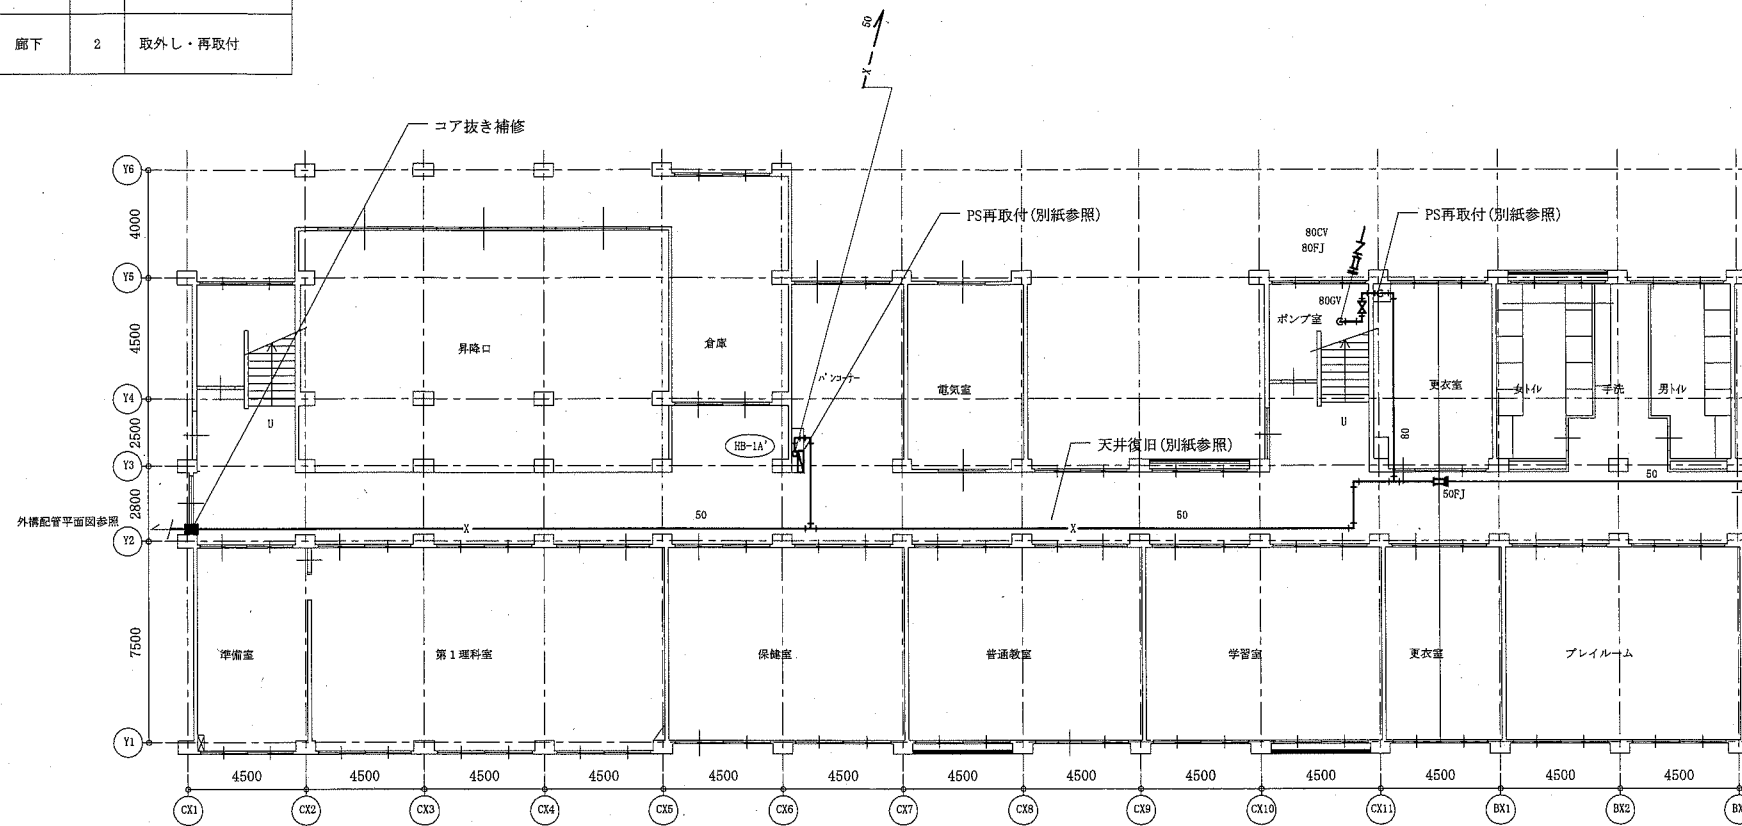 廊下 2 取外し・再取付
50
X
コア抜き補修
PS再取付(別紙参照)
PS再取付(別紙参照)
80CV
80FJ
80GV
ポンプ室
Y6
4000
Y5
4500
Y4
2500
Y3
2800
Y2
7500
Y1
昇降口
倉庫
パンコーナー
電気室
更衣室
女トイレ
手洗
男トイレ
U
U
HB-1A'
天井復旧(別紙参照)
80
外構配管平面図参照
X
50
X
50
50FJ
50
準備室
第1理科室
保健室
普通教室
学習室
更衣室
プレイルーム
4500 4500 4500 4500 4500 4500 4500 4500 4500 4500 4500 4500 4500
CX1 CX2 CX3 CX4 CX5 CX6 CX7 CX8 CX9 CX10 CX11 BX1 BX2